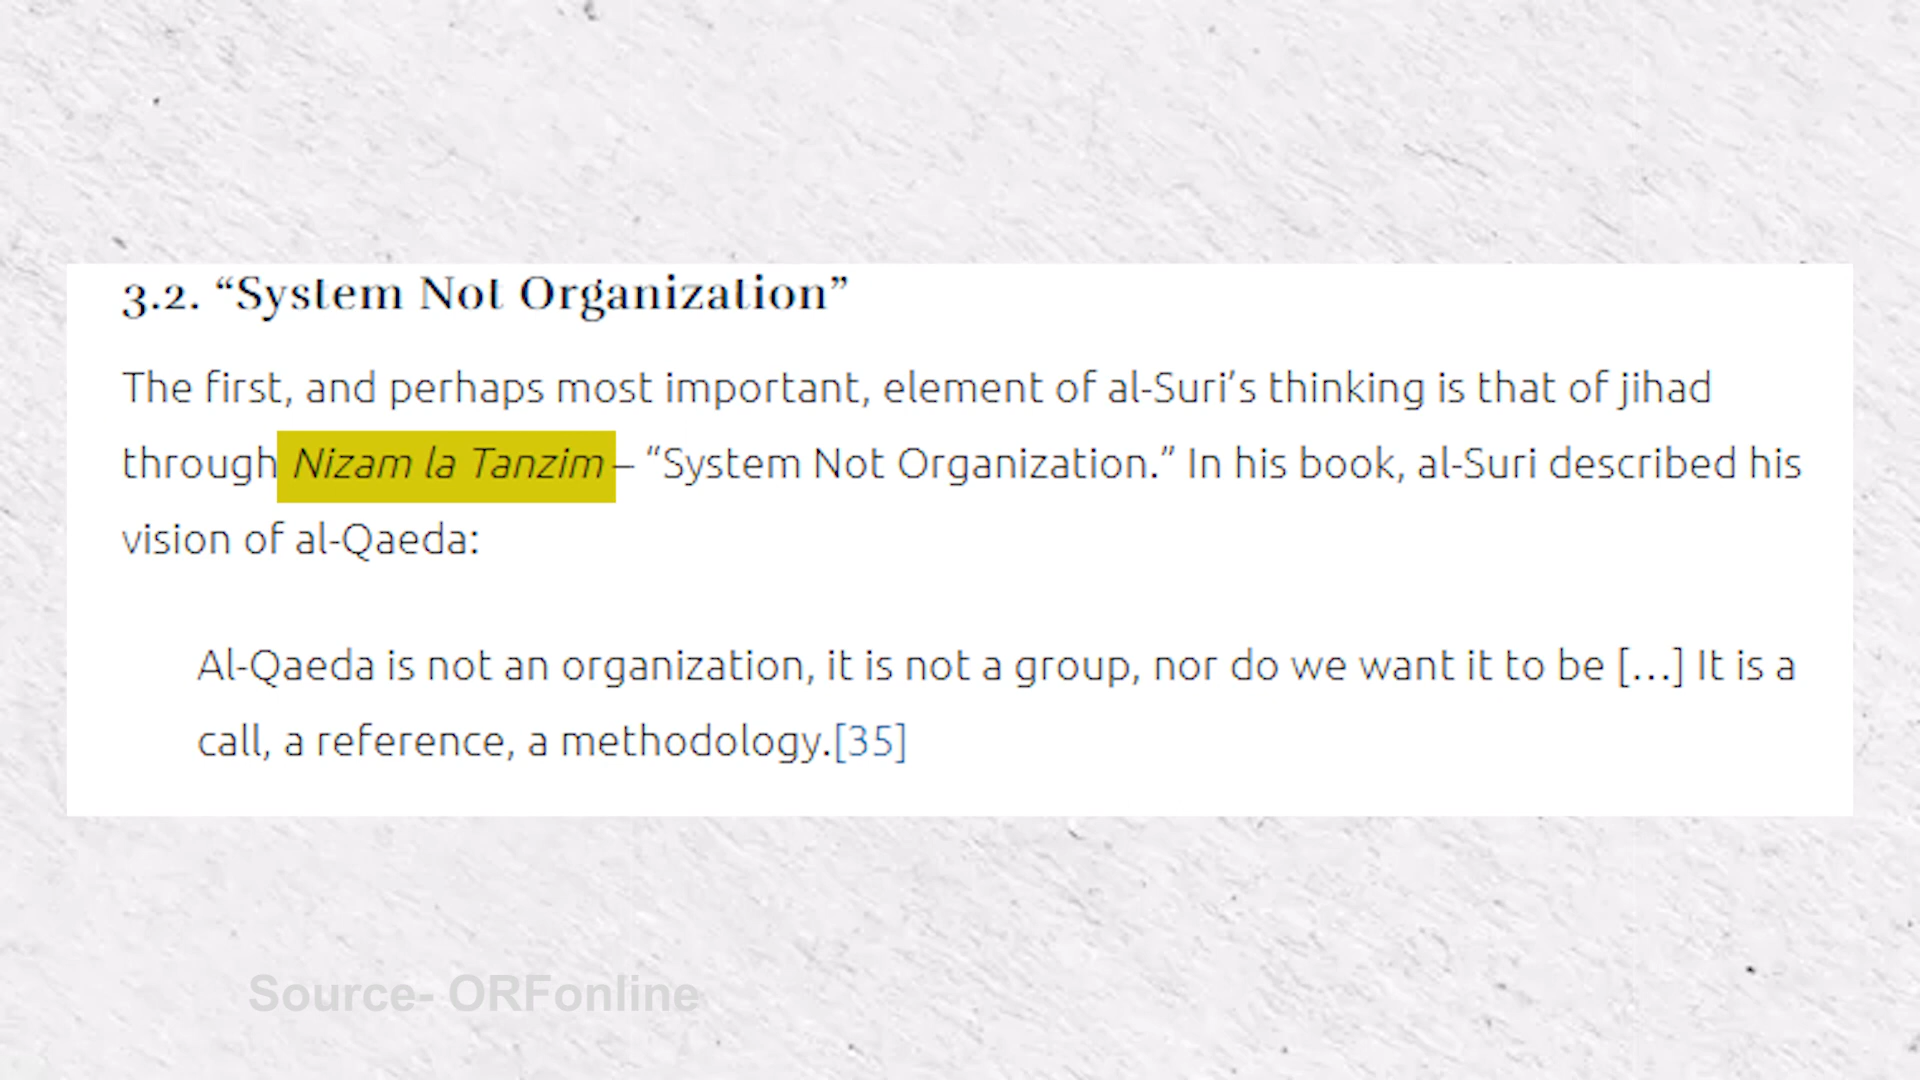 3.2. “System Not Organization”
The first, and perhaps most important, element of al-Suri’s thinking is that of jihad
through Nizam la Tanzim – “System Not Organization.” In his book, al-Suri described his
vision of al-Qaeda:
Al-Qaeda is not an organization, it is not a group, nor do we want it to be […] It is a
call, a reference, a methodology.[35]
Source- ORFonline